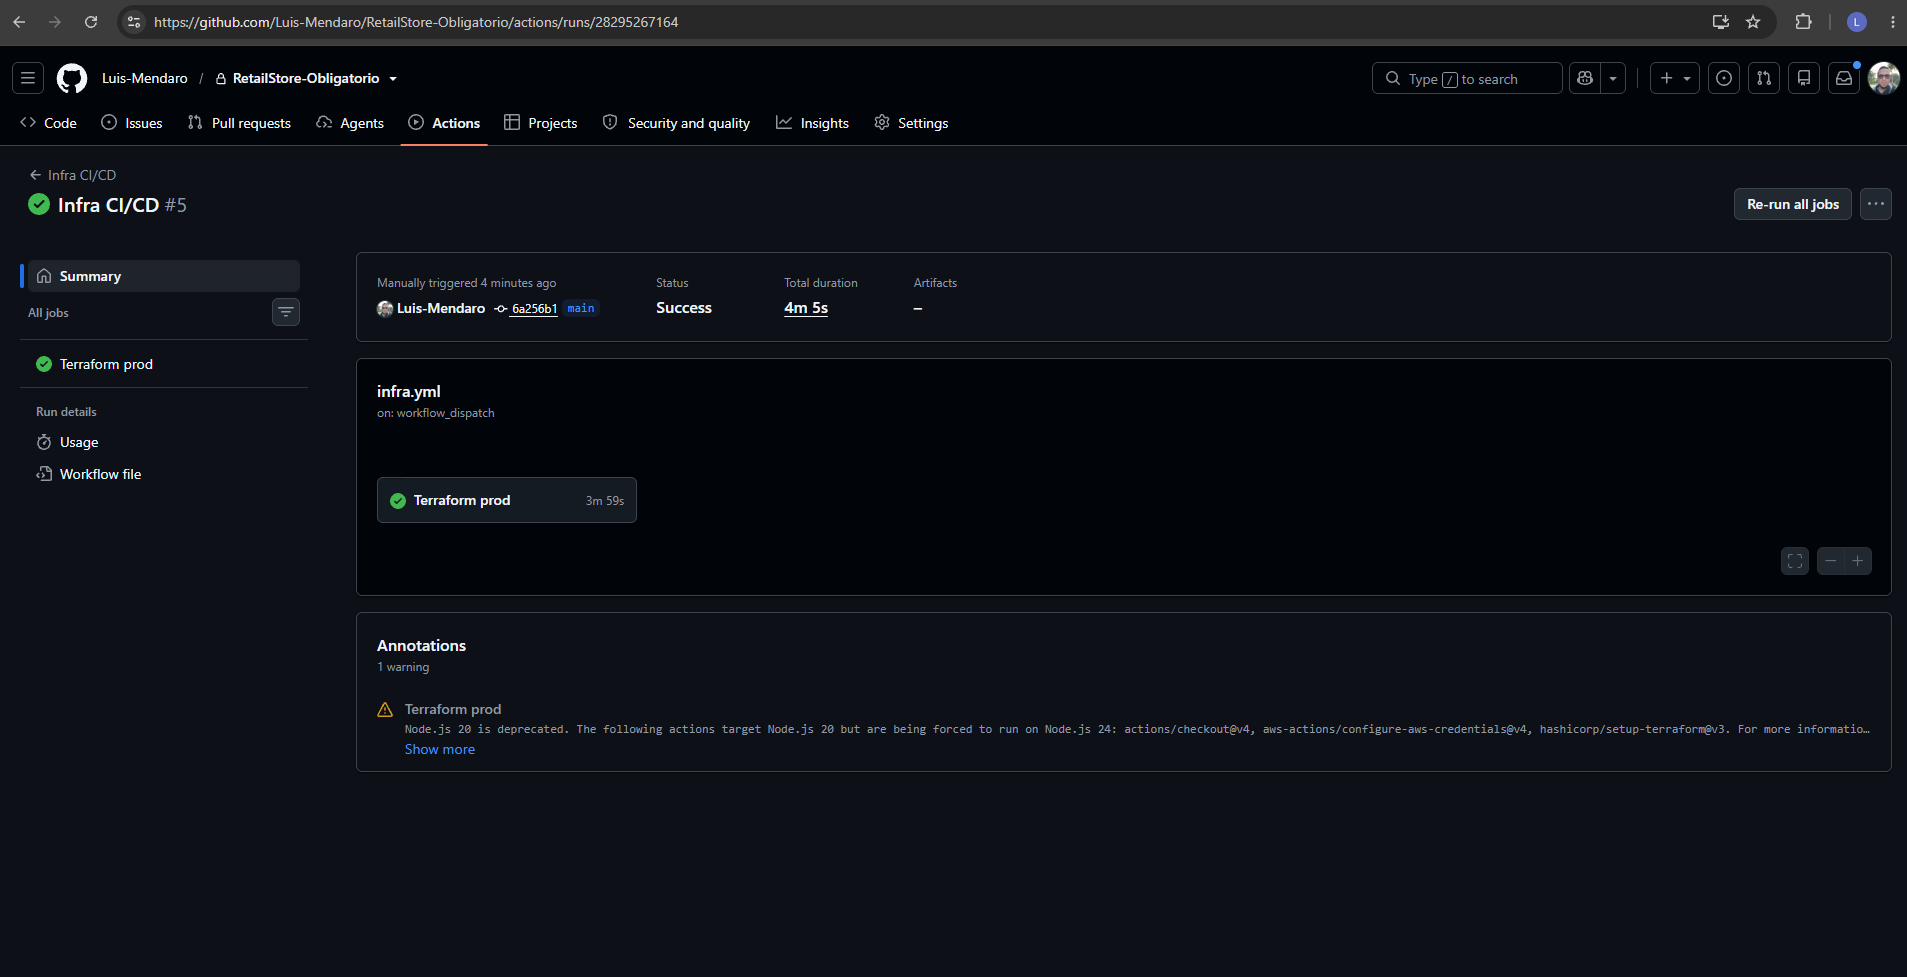 https://github.com/Luis-Mendaro/RetailStore-Obligatorio/actions/runs/28295267164
L
Luis-Mendaro / RetailStore-Obligatorio
Type / to search
Code Issues Pull requests Agents Actions Projects Security and quality Insights Settings
Infra CI/CD
Infra CI/CD #5
Re-run all jobs
Summary
All jobs
Terraform prod
Run details
Usage
Workflow file
Manually triggered 4 minutes ago
Luis-Mendaro 6a256b1 main
Status
Success
Total duration
4m 5s
Artifacts
–
infra.yml
on: workflow_dispatch
Terraform prod 3m 59s
Annotations
1 warning
Terraform prod
Node.js 20 is deprecated. The following actions target Node.js 20 but are being forced to run on Node.js 24: actions/checkout@v4, aws-actions/configure-aws-credentials@v4, hashicorp/setup-terraform@v3. For more informatio…
Show more